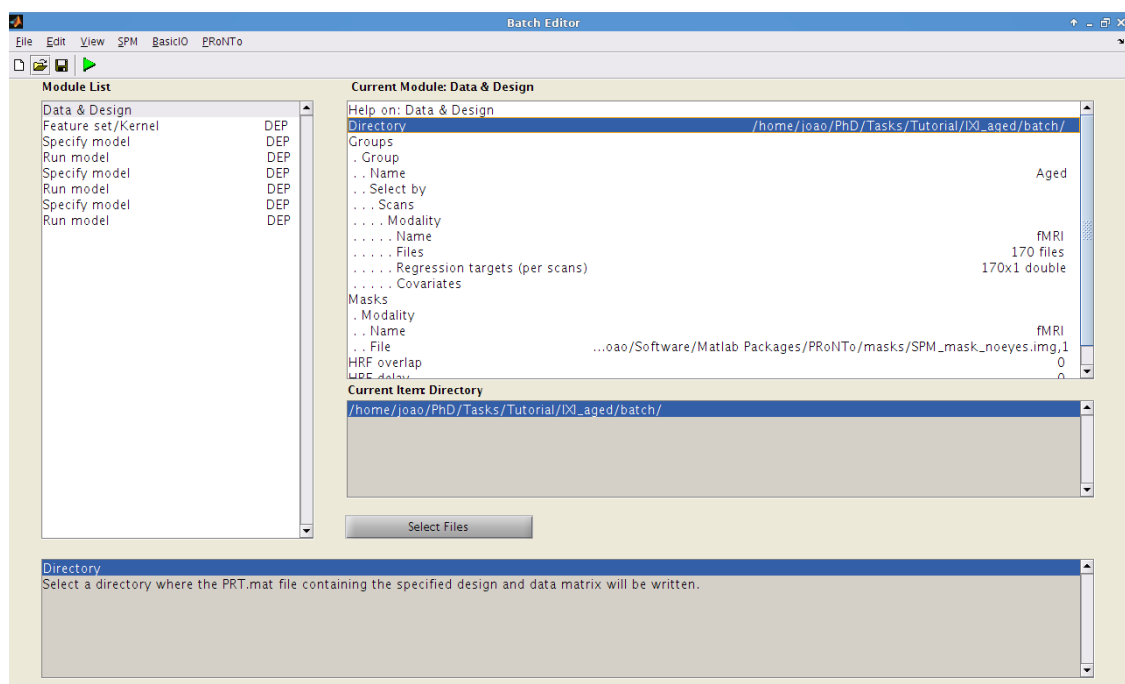 Batch Editor
File Edit View SPM BasicIO PRoNTo
Module List
Data & Design
Feature set/Kernel DEP
Specify model DEP
Run model DEP
Specify model DEP
Run model DEP
Specify model DEP
Run model DEP
Current Module: Data & Design
Help on: Data & Design
Directory /home/joao/PhD/Tasks/Tutorial/IXI_aged/batch/
Groups
. Group
. . Name Aged
. . Select by
. . . Scans
. . . . Modality
. . . . . Name fMRI
. . . . . Files 170 files
. . . . . Regression targets (per scans) 170x1 double
. . . . . Covariates
Masks
. Modality
. . Name fMRI
. . File ...oao/Software/Matlab Packages/PRoNTo/masks/SPM_mask_noeyes.img,1
HRF overlap 0
HRF delay 0
Current Item: Directory
/home/joao/PhD/Tasks/Tutorial/IXI_aged/batch/
Select Files
Directory
Select a directory where the PRT.mat file containing the specified design and data matrix will be written.